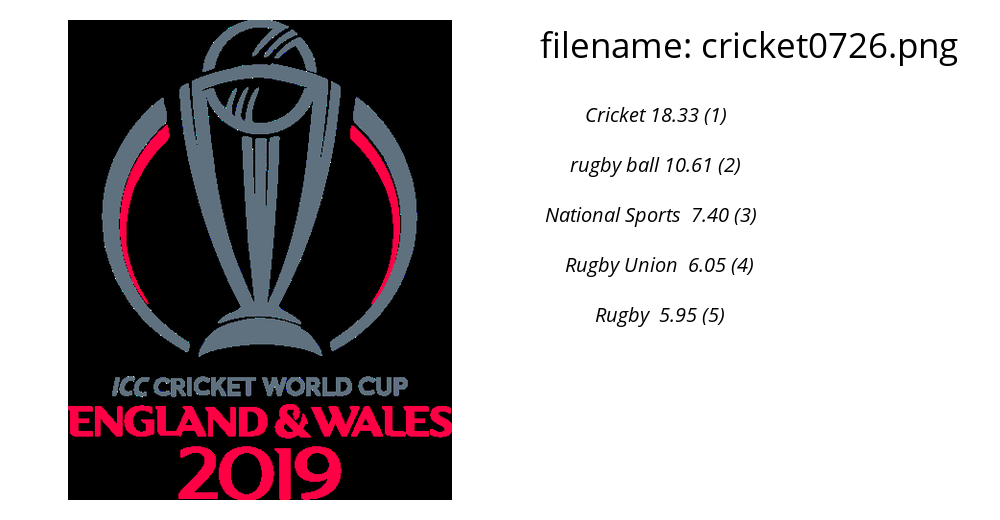 filename: cricket0726.png
Cricket 18.33 (1)
rugby ball 10.61 (2)
National Sports  7.40 (3)
Rugby Union  6.05 (4)
Rugby  5.95 (5)
ICC CRICKET WORLD CUP
ENGLAND & WALES
2019